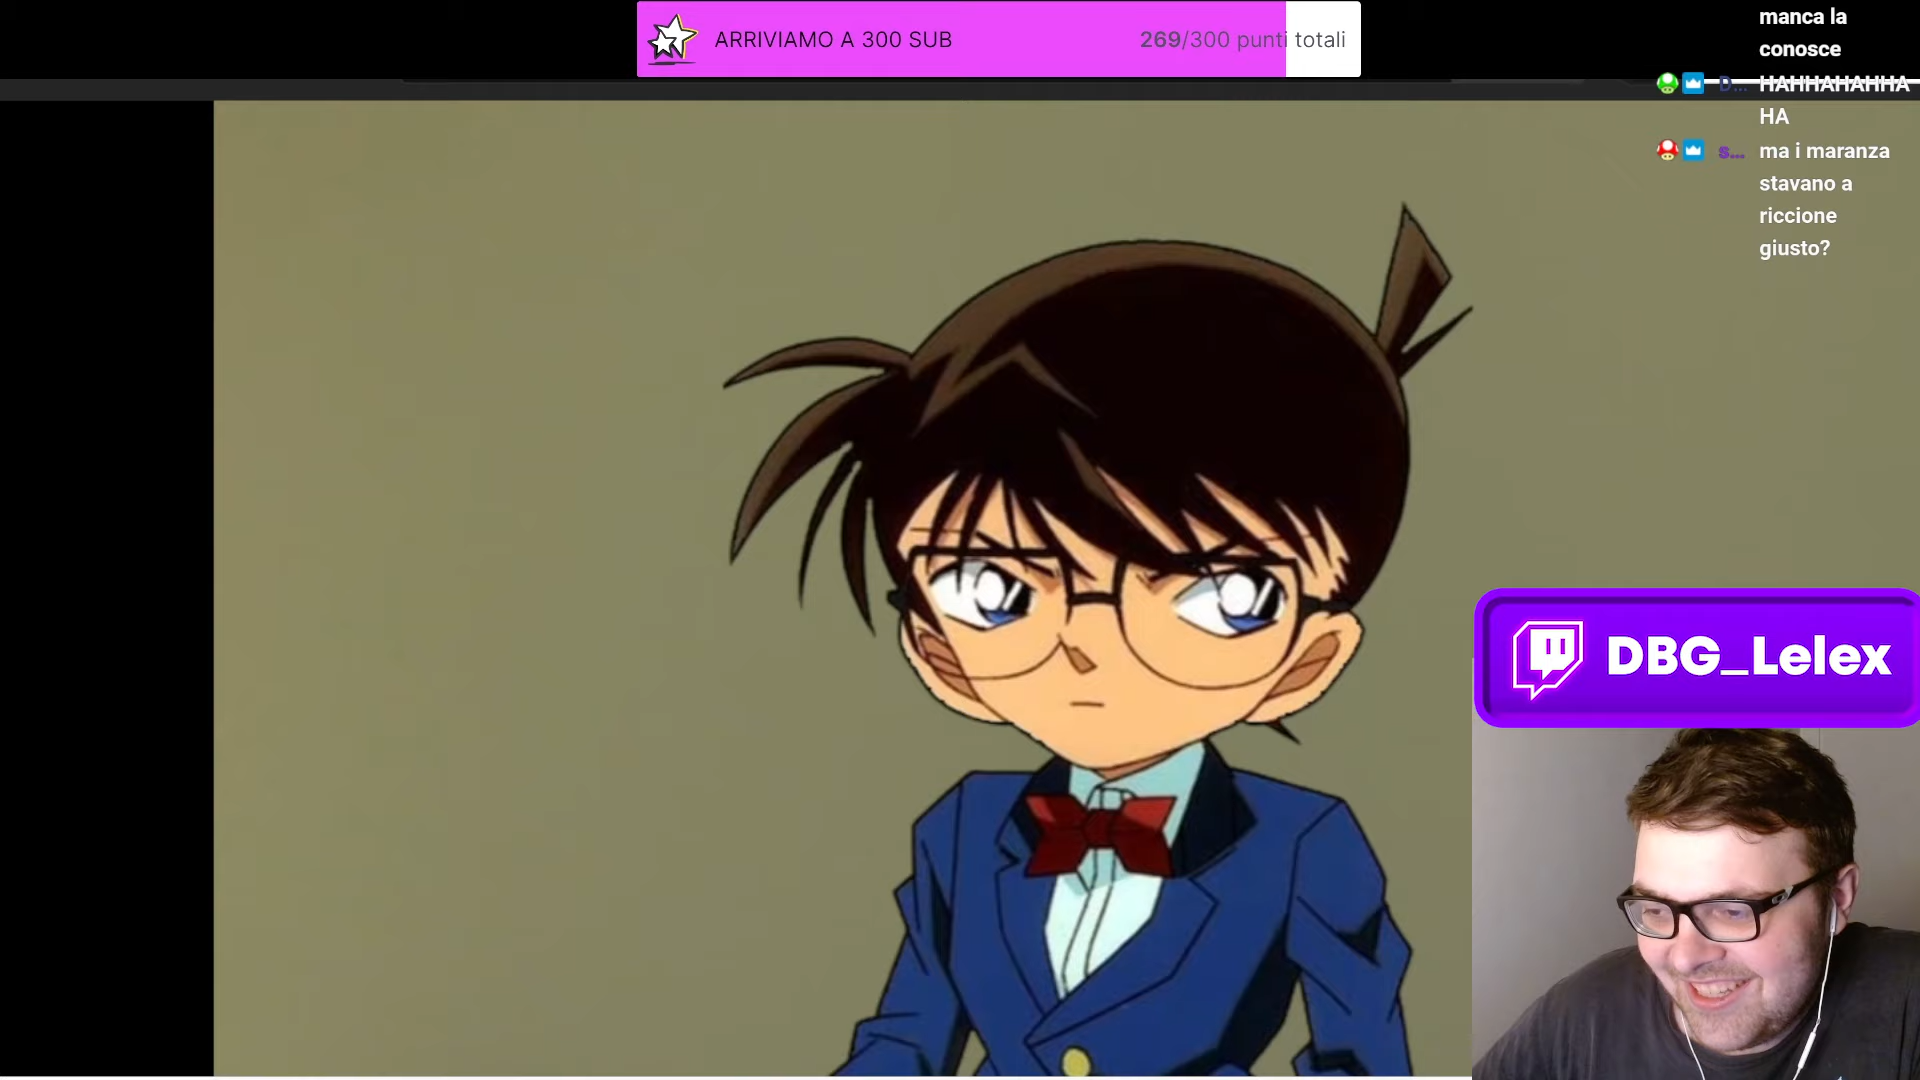 ARRIVIAMO A 300 SUB
269/300 punti totali
manca la
conosce
D... HAHHAHAHHA
HA
s... ma i maranza
stavano a
riccione
giusto?
DBG_Lelex